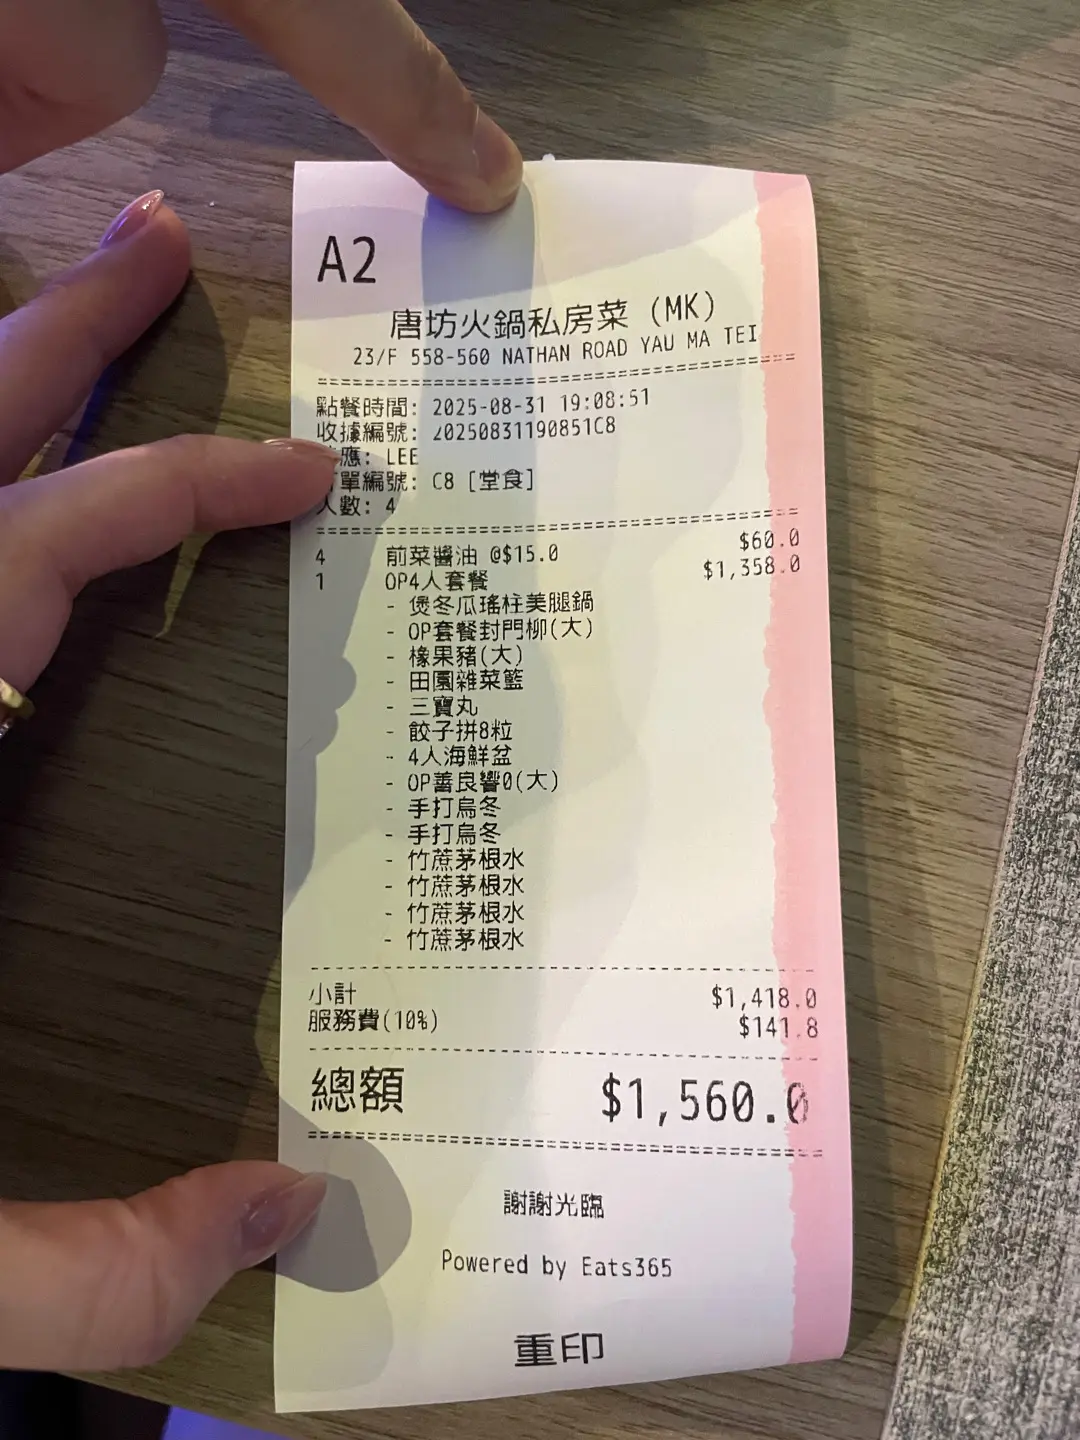 A2
唐坊火鍋私房菜 (MK)
23/F 558-560 NATHAN ROAD YAU MA TEI
點餐時間: 2025-08-31 19:08:51
收據編號: 20250831190851C8
應: LEE
單編號: C8 [堂食]
人數: 4
4 前菜醬油 @$15.0 $60.0
1 OP4人套餐 $1,358.0
- 煲冬瓜瑤柱美腿鍋
- OP套餐封門柳(大)
- 橡果豬(大)
- 田園雜菜籃
- 三寶丸
- 餃子拼8粒
- 4人海鮮盆
- OP善良響0(大)
- 手打烏冬
- 手打烏冬
- 竹蔗茅根水
- 竹蔗茅根水
- 竹蔗茅根水
- 竹蔗茅根水
小計 $1,418.0
服務費(10%) $141.8
總額 $1,560.0
謝謝光臨
Powered by Eats365
重印